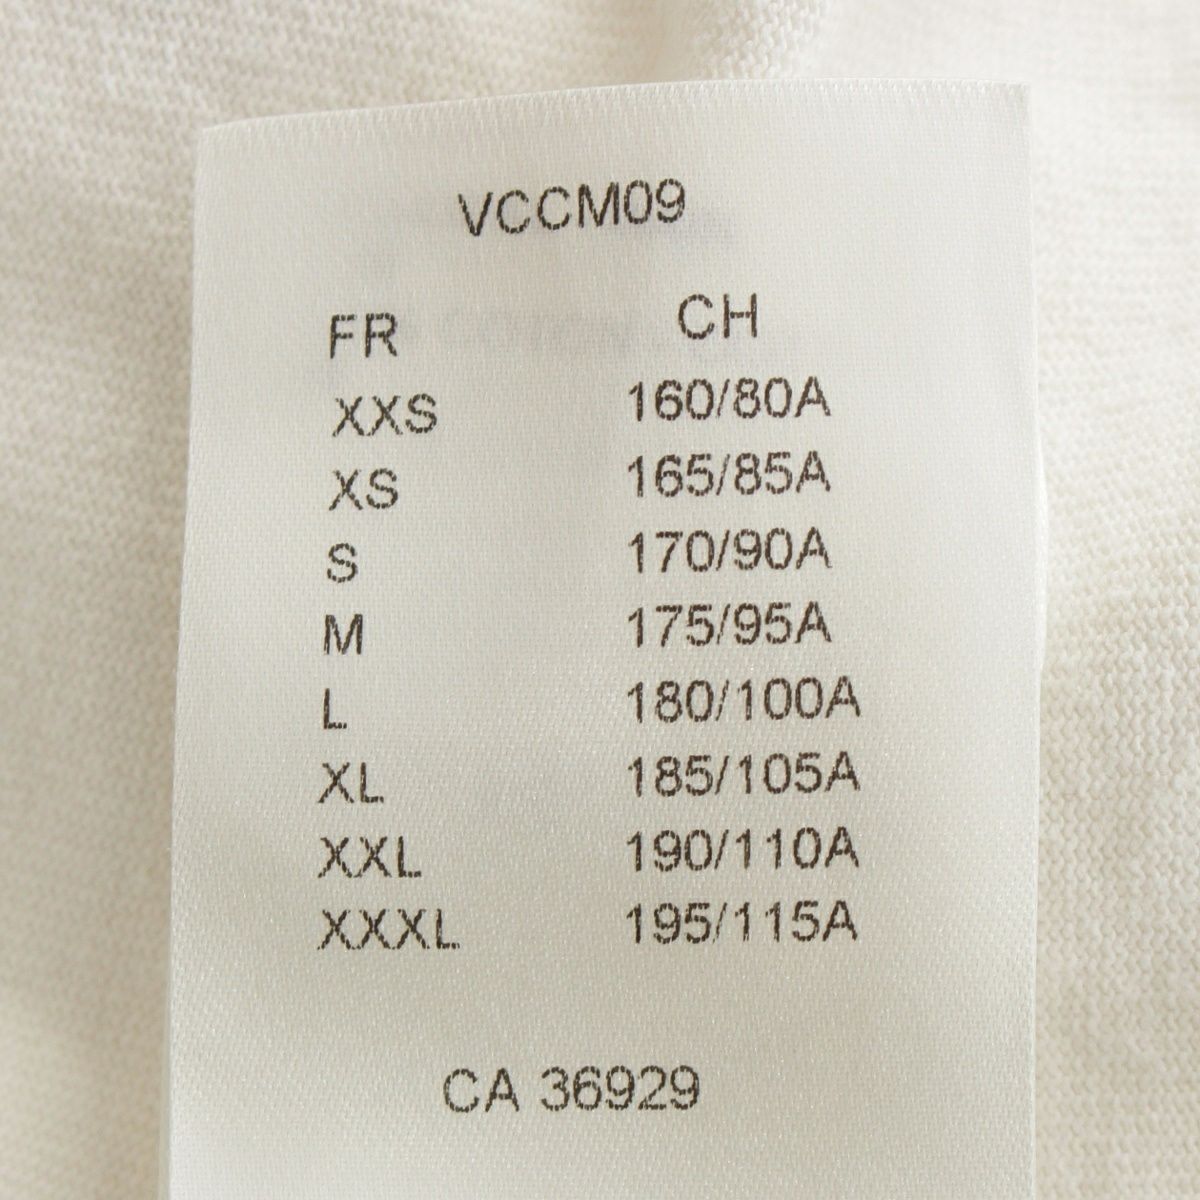 VCCM09
FR CH
XXS 160/80A
XS 165/85A
S 170/90A
M 175/95A
L 180/100A
XL 185/105A
XXL 190/110A
XXXL 195/115A
CA 36929